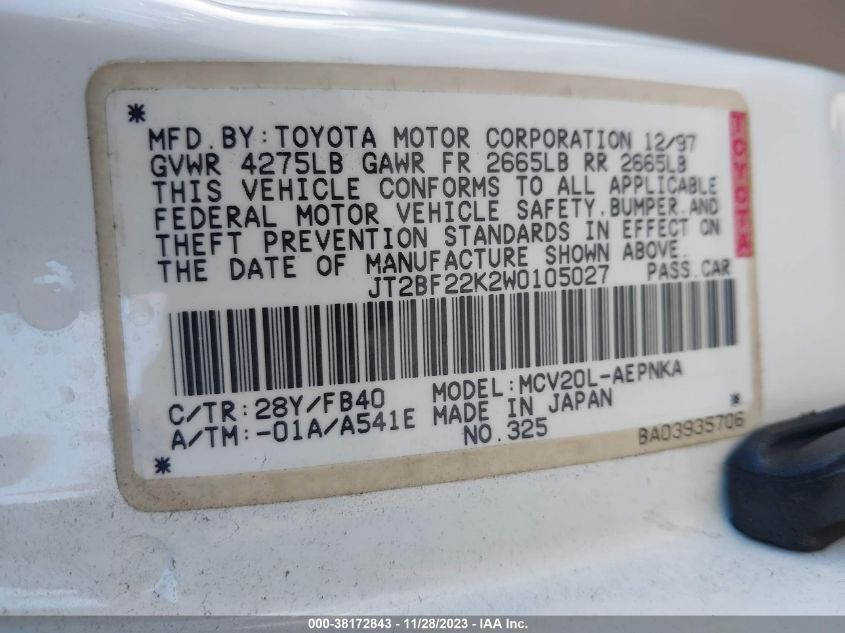 *
MFD. BY: TOYOTA MOTOR CORPORATION 12/97
GVWR 4275LB GAWR FR 2665LB RR 2665LB
THIS VEHICLE CONFORMS TO ALL APPLICABLE
FEDERAL MOTOR VEHICLE SAFETY, BUMPER, AND
THEFT PREVENTION STANDARDS IN EFFECT ON
THE DATE OF MANUFACTURE SHOWN ABOVE.
JT2BF22K2W0105027 PASS. CAR
TOYOTA
C/TR: 28Y/FB40 MODEL: MCV20L-AEPNKA
A/TM: -01A/A541E MADE IN JAPAN
* NO. 325 BA03935706
000-38172843 - 11/28/2023 - IAAI.COM